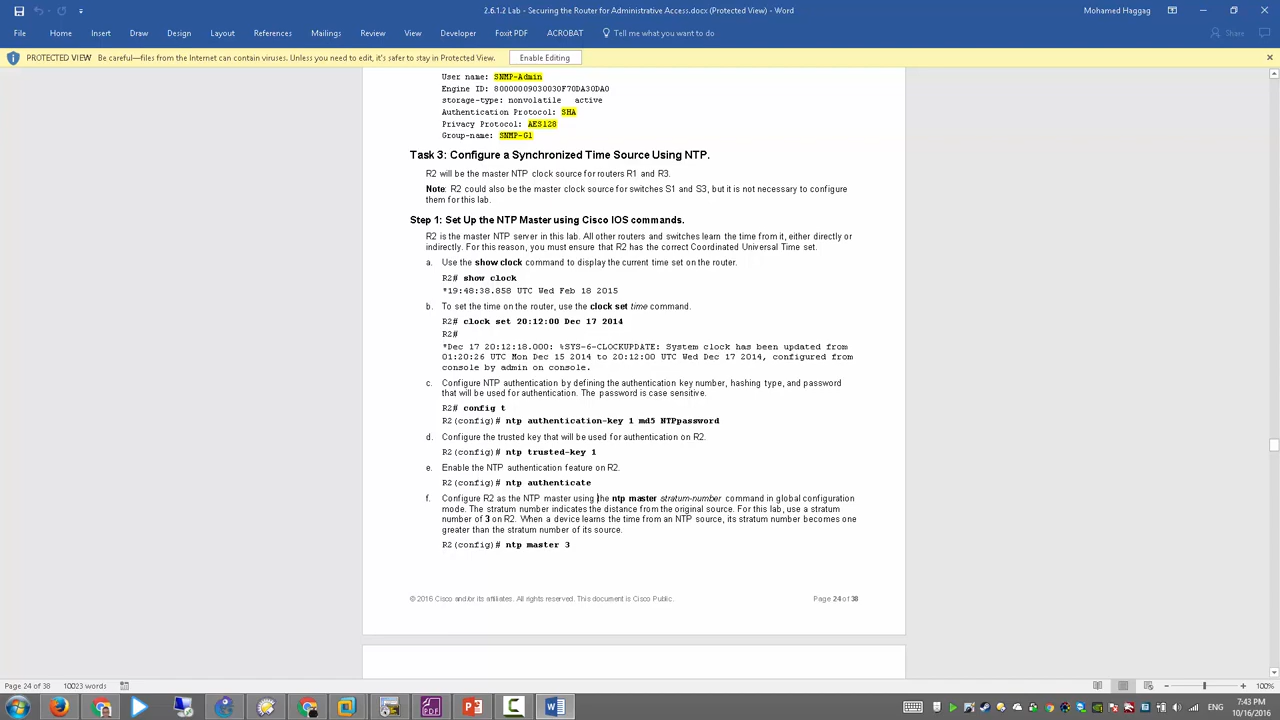 2.6.1.2 Lab - Securing the Router for Administrative Access.docx (Protected View) - Word
Mohamed Haggag
File Home Insert Draw Design Layout References Mailings Review View Developer Foxit PDF ACROBAT Tell me what you want to do
Share
PROTECTED VIEW Be careful—files from the Internet can contain viruses. Unless you need to edit, it's safer to stay in Protected View. Enable Editing
User name: SNMP-Admin
Engine ID: 80000009030030F70DA30DA0
storage-type: nonvolatile active
Authentication Protocol: SHA
Privacy Protocol: AES128
Group-name: SNMP-G1
Task 3: Configure a Synchronized Time Source Using NTP.
R2 will be the master NTP clock source for routers R1 and R3.
Note: R2 could also be the master clock source for switches S1 and S3, but it is not necessary to configure
them for this lab.
Step 1: Set Up the NTP Master using Cisco IOS commands.
R2 is the master NTP server in this lab. All other routers and switches learn the time from it, either directly or
indirectly. For this reason, you must ensure that R2 has the correct Coordinated Universal Time set.
a. Use the show clock command to display the current time set on the router.
R2# show clock
*19:48:38.858 UTC Wed Feb 18 2015
b. To set the time on the router, use the clock set time command.
R2# clock set 20:12:00 Dec 17 2014
R2#
*Dec 17 20:12:18.000: %SYS-6-CLOCKUPDATE: System clock has been updated from
01:20:26 UTC Mon Dec 15 2014 to 20:12:00 UTC Wed Dec 17 2014, configured from
console by admin on console.
c. Configure NTP authentication by defining the authentication key number, hashing type, and password
that will be used for authentication. The password is case sensitive.
R2# config t
R2(config)# ntp authentication-key 1 md5 NTPpassword
d. Configure the trusted key that will be used for authentication on R2.
R2(config)# ntp trusted-key 1
e. Enable the NTP authentication feature on R2.
R2(config)# ntp authenticate
f. Configure R2 as the NTP master using the ntp master stratum-number command in global configuration
mode. The stratum number indicates the distance from the original source. For this lab, use a stratum
number of 3 on R2. When a device learns the time from an NTP source, its stratum number becomes one
greater than the stratum number of its source.
R2(config)# ntp master 3
© 2016 Cisco and/or its affiliates. All rights reserved. This document is Cisco Public. Page 24 of 38
Page 24 of 38 10023 words
100%
7:43 PM
10/16/2016